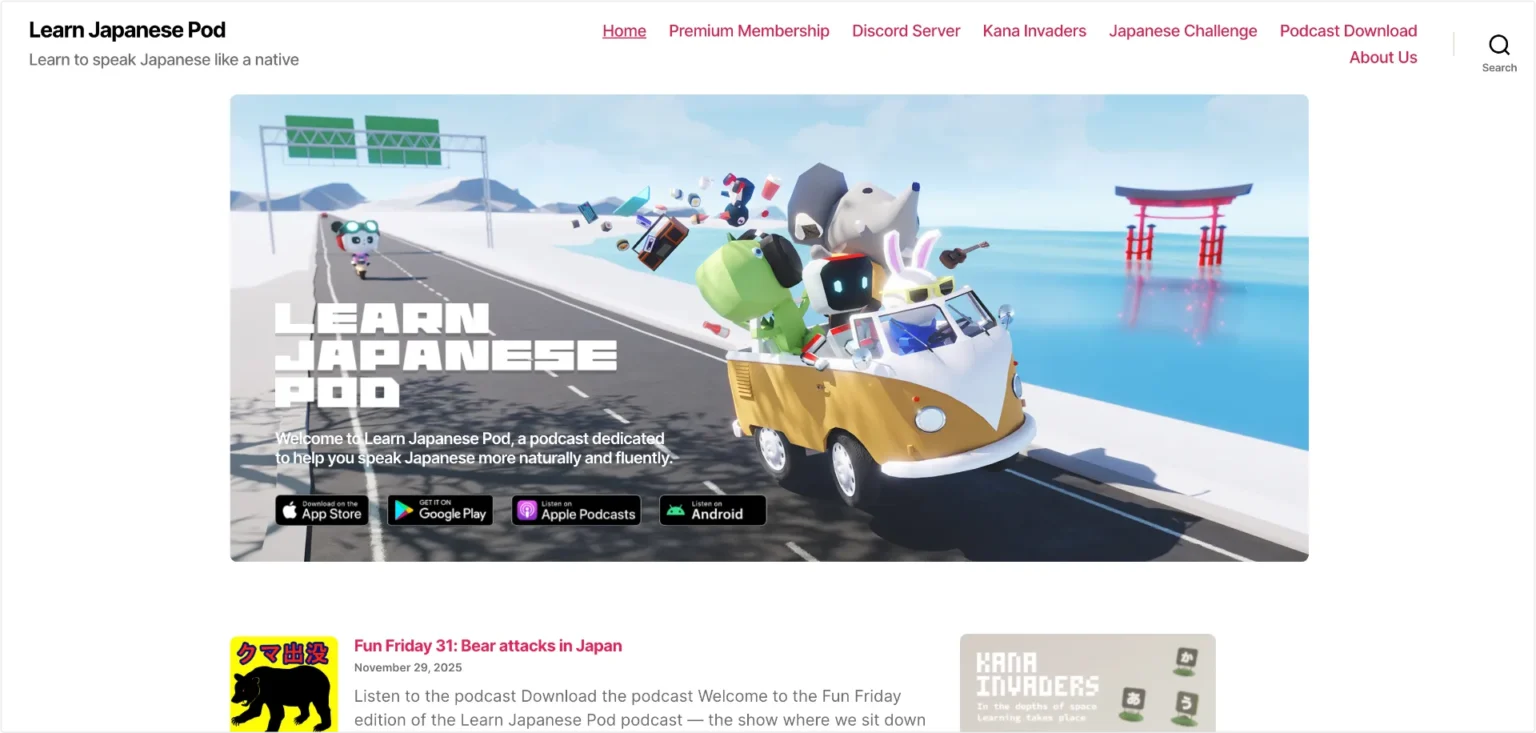 Learn Japanese Pod
Learn to speak Japanese like a native
Home Premium Membership Discord Server Kana Invaders Japanese Challenge Podcast Download
About Us
Search
LEARN
JAPANESE
POD
Welcome to Learn Japanese Pod, a podcast dedicated
to help you speak Japanese more naturally and fluently.
Download on the
App Store
GET IT ON
Google Play
Listen on
Apple Podcasts
Listen on
Android
クマ出没
Fun Friday 31: Bear attacks in Japan
November 29, 2025
Listen to the podcast Download the podcast Welcome to the Fun Friday
edition of the Learn Japanese Pod podcast — the show where we sit down
KANA
INVADERS
In the depths of space
Learning takes place
か
あ
う